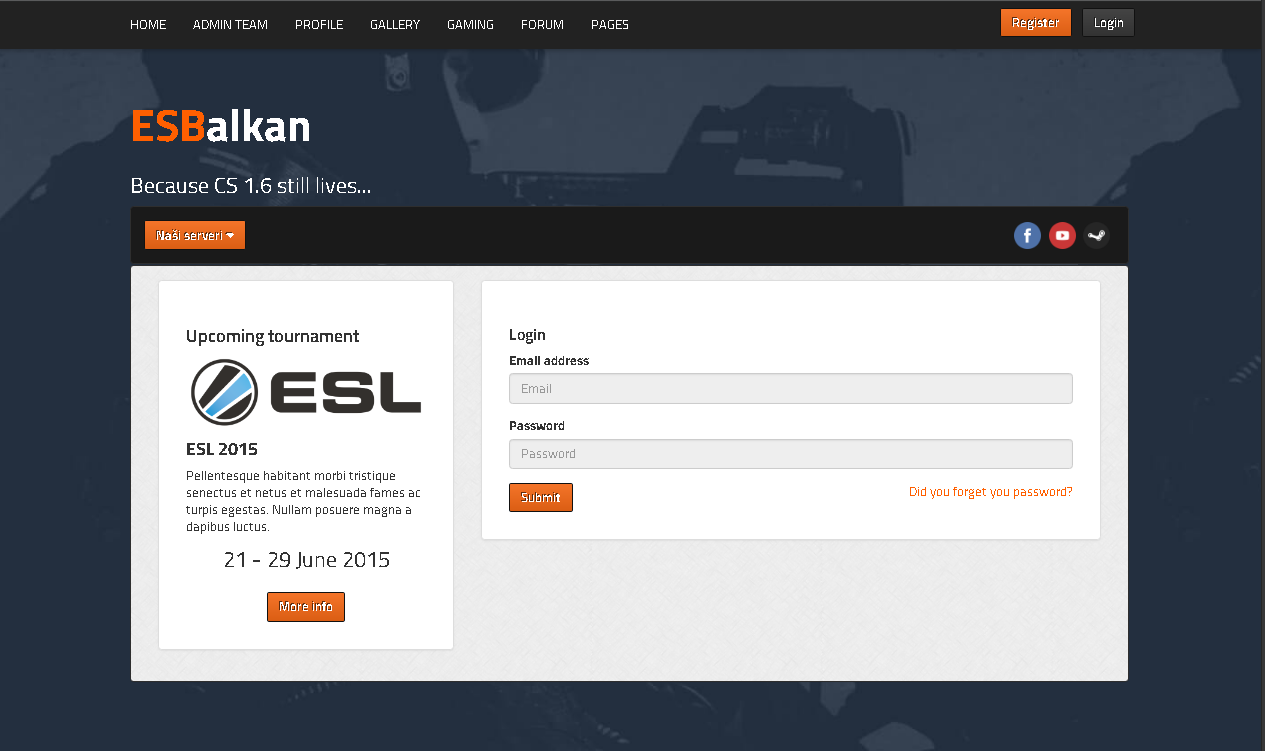 HOME ADMIN TEAM PROFILE GALLERY GAMING FORUM PAGES Register Login
ESBalkan
Because CS 1.6 still lives...
Naši serveri
Upcoming tournament
ESL
ESL 2015
Pellentesque habitant morbi tristique
senectus et netus et malesuada fames ac
turpis egestas. Nullam posuere magna a
dapibus luctus.
21 - 29 June 2015
More info
Login
Email address
Email
Password
Password
Submit
Did you forget you password?